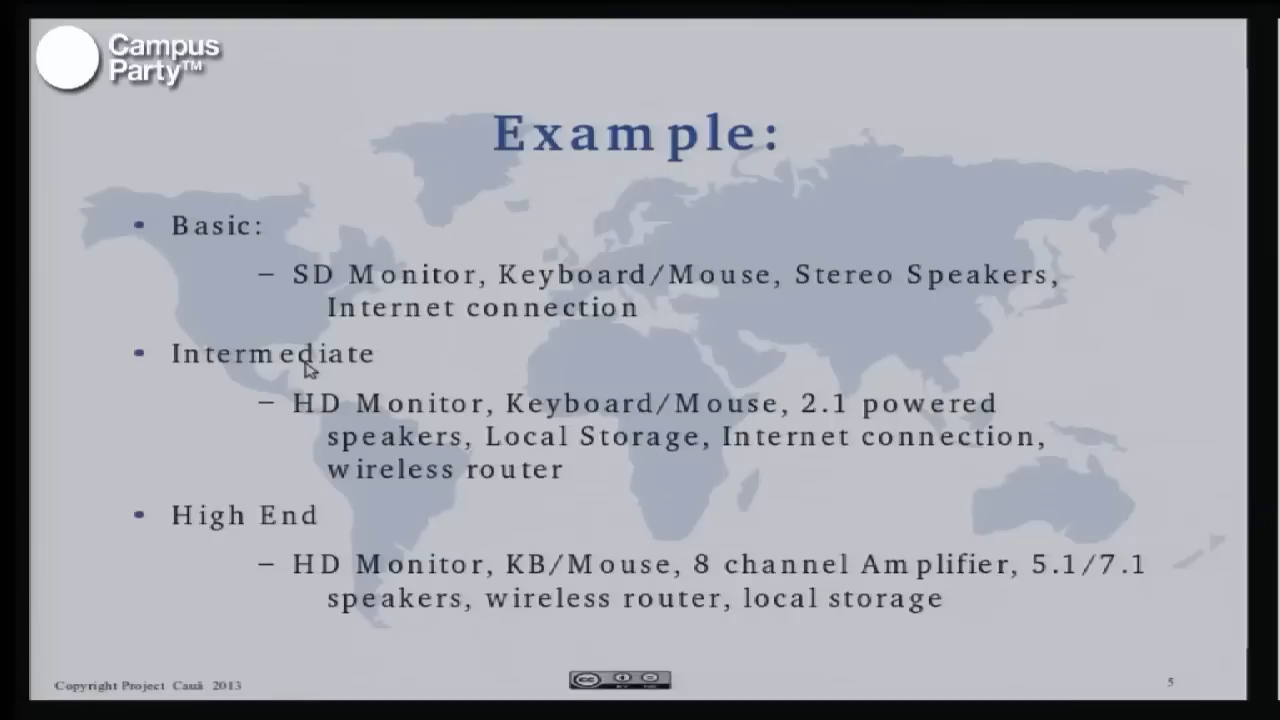 Campus
Party™
Example:
• Basic:
– SD Monitor, Keyboard/Mouse, Stereo Speakers,
Internet connection
• Intermediate
– HD Monitor, Keyboard/Mouse, 2.1 powered
speakers, Local Storage, Internet connection,
wireless router
• High End
– HD Monitor, KB/Mouse, 8 channel Amplifier, 5.1/7.1
speakers, wireless router, local storage
Copyright Project Cauã 2013
cc
5